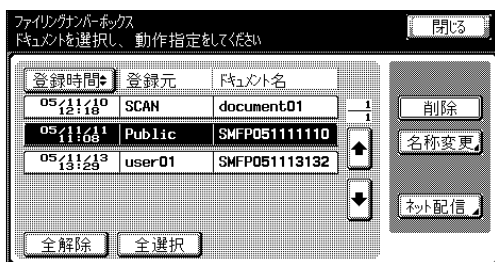 ファイリングナンバーボックス
ドキュメントを選択し、動作指定をしてください
閉じる
登録時間 登録元 ドキュメント名
05/11/10 12:18 SCAN document01
05/11/11 11:08 Public SMFP051111110
05/11/13 13:29 user01 SMFP051113132
1
1
削除
名称変更
ネット配信
全解除 全選択